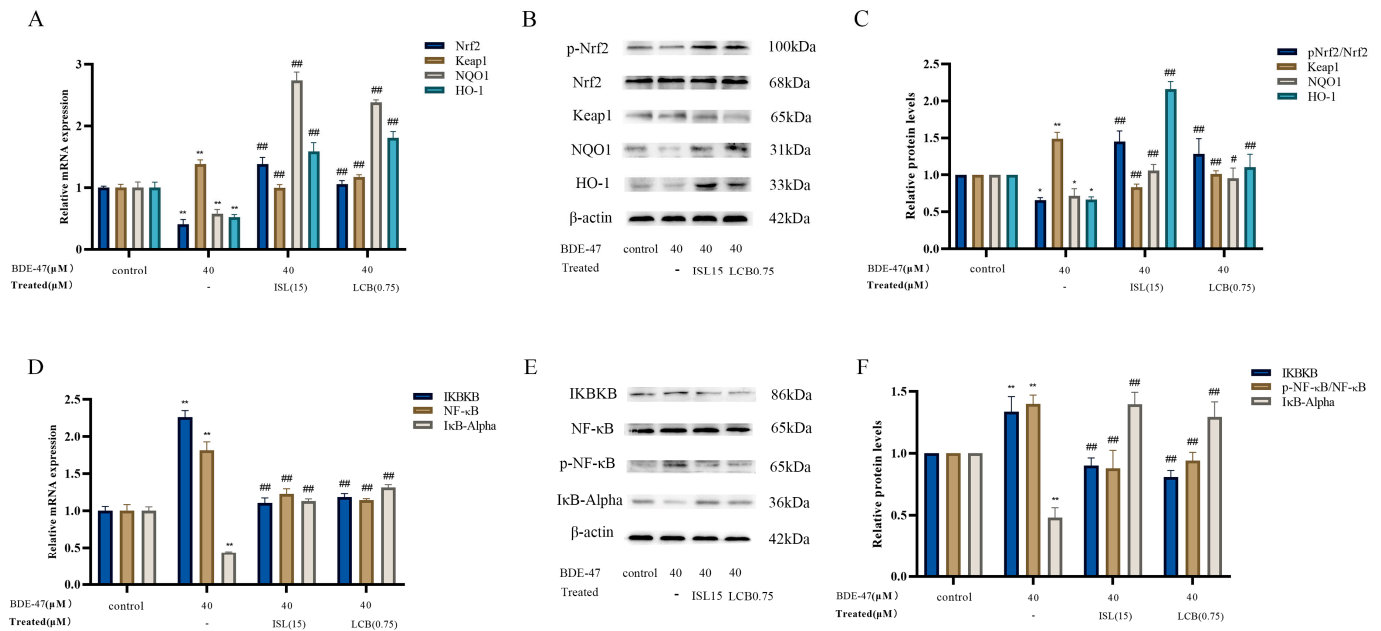 A
Nrf2
Keap1
NQO1
HO-1
Relative mRNA expression
3
2
1
0
** ** ** **
## ## ## ##
## ## ## ##
BDE-47(μM) control 40 40 40
Treated(μM) - ISL(15) LCB(0.75)
B
p-Nrf2 100kDa
Nrf2 68kDa
Keap1 65kDa
NQO1 31kDa
HO-1 33kDa
β-actin 42kDa
BDE-47 control 40 40 40
Treated - ISL15 LCB0.75
C
pNrf2/Nrf2
Keap1
NQO1
HO-1
Relative protein levels
2.5
2.0
1.5
1.0
0.5
0.0
* ** * *
## ## ## ##
## ## # ##
BDE-47(μM) control 40 40 40
Treated(μM) - ISL(15) LCB(0.75)
D
IKBKB
NF-κB
IκB-Alpha
Relative mRNA expression
2.5
2.0
1.5
1.0
0.5
0.0
** ** **
## ## ##
## ## ##
BDE-47(μM) control 40 40 40
Treated(μM) - ISL(15) LCB(0.75)
E
IKBKB 86kDa
NF-κB 65kDa
p-NF-κB 65kDa
IκB-Alpha 36kDa
β-actin 42kDa
BDE-47 control 40 40 40
Treated - ISL15 LCB0.75
F
IKBKB
p-NF-κB/NF-κB
IκB-Alpha
Relative protein levels
1.5
1.0
0.5
0.0
** ** **
## ## ##
## ## ##
BDE-47(μM) control 40 40 40
Treated(μM) - ISL(15) LCB(0.75)